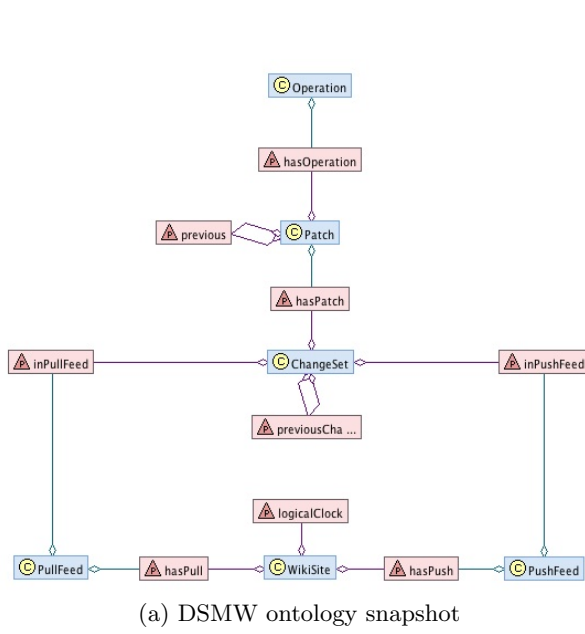 C Operation
P hasOperation
P previous
C Patch
P hasPatch
P inPullFeed
C ChangeSet
P inPushFeed
P previousCha ...
P logicalClock
C PullFeed
P hasPull
C WikiSite
P hasPush
C PushFeed
(a) DSMW ontology snapshot